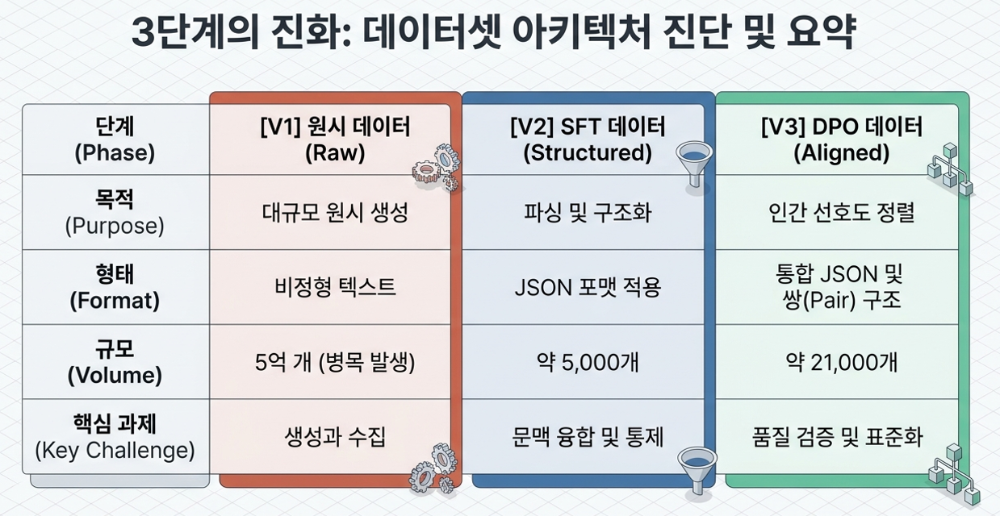 3단계의 진화: 데이터셋 아키텍처 진단 및 요약
단계
(Phase)
[V1] 원시 데이터
(Raw)
[V2] SFT 데이터
(Structured)
[V3] DPO 데이터
(Aligned)
목적
(Purpose)
대규모 원시 생성
파싱 및 구조화
인간 선호도 정렬
형태
(Format)
비정형 텍스트
JSON 포맷 적용
통합 JSON 및
쌍(Pair) 구조
규모
(Volume)
5억 개 (병목 발생)
약 5,000개
약 21,000개
핵심 과제
(Key Challenge)
생성과 수집
문맥 융합 및 통제
품질 검증 및 표준화